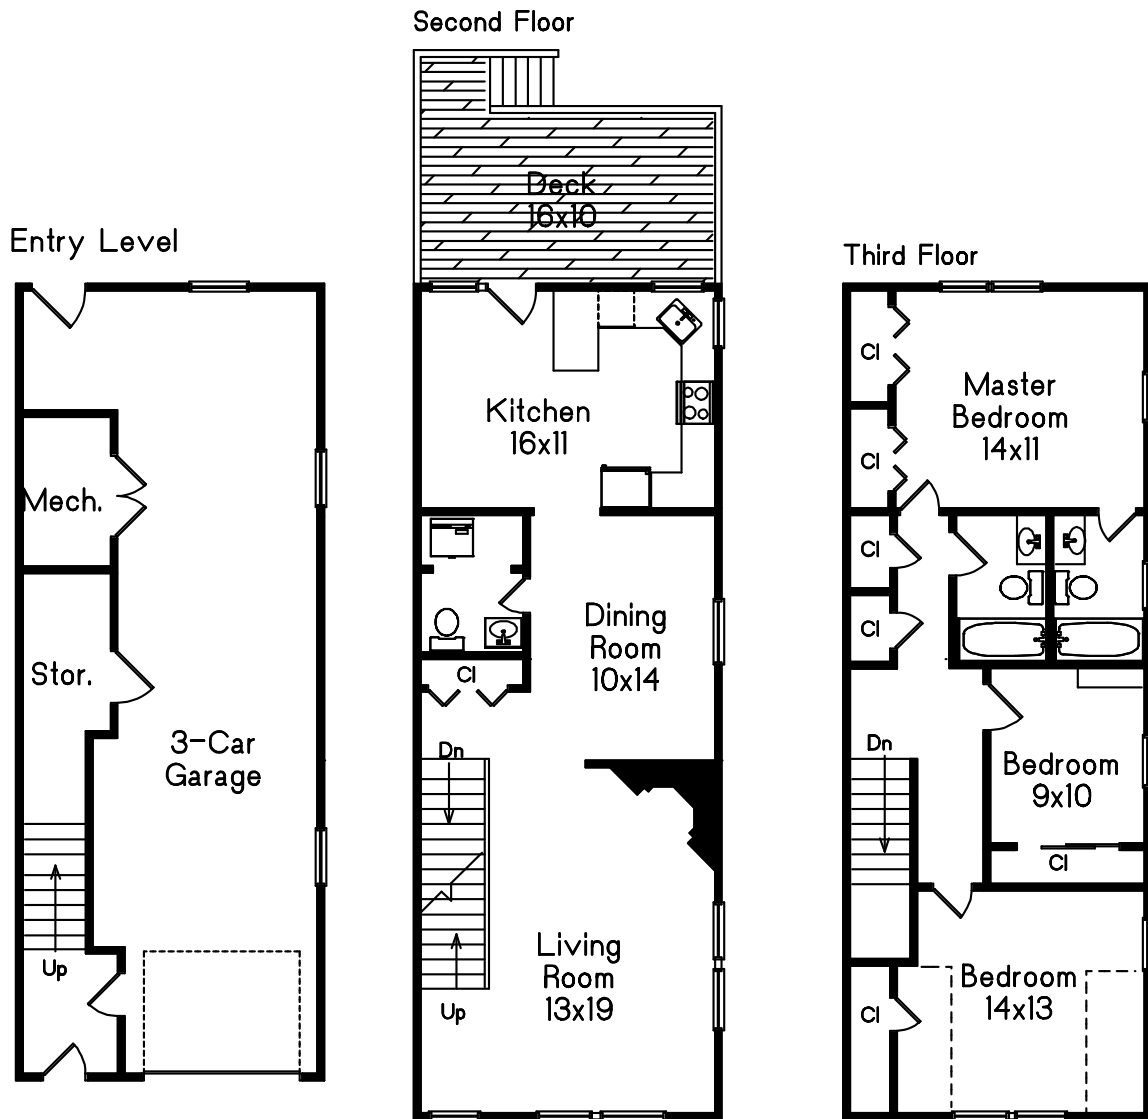 Entry Level
Mech.
Stor.
3-Car
Garage
Up
Second Floor
Deck
16x10
Kitchen
16x11
Dining
Room
10x14
Cl
Dn
Living
Room
13x19
Up
Third Floor
Cl
Master
Bedroom
14x11
Cl
Cl
Cl
Dn
Bedroom
9x10
Cl
Bedroom
14x13
Cl